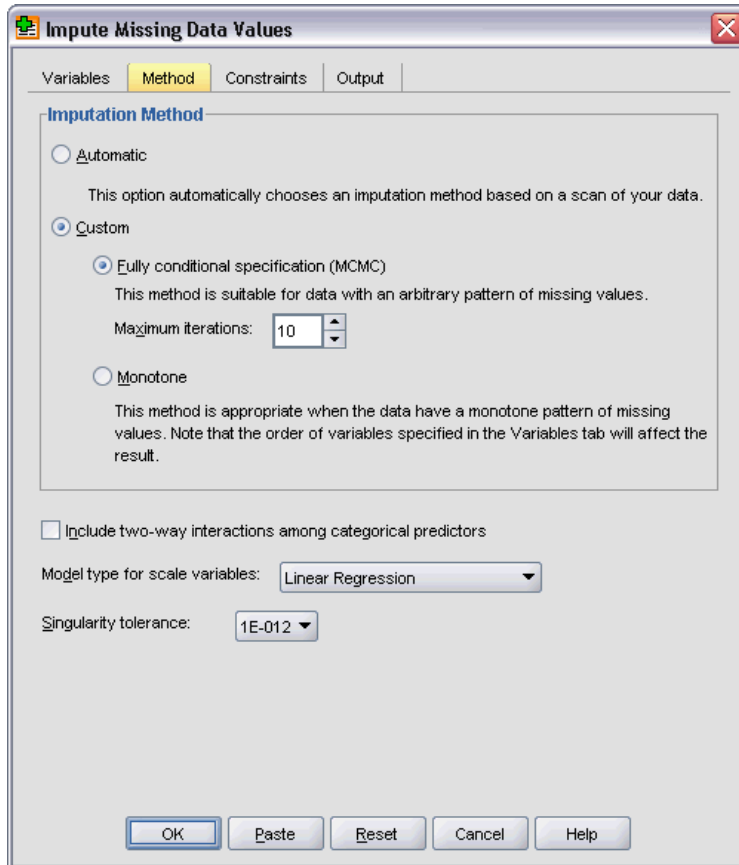 Impute Missing Data Values
Variables Method Constraints Output
Imputation Method
Automatic
This option automatically chooses an imputation method based on a scan of your data.
Custom
Fully conditional specification (MCMC)
This method is suitable for data with an arbitrary pattern of missing values.
Maximum iterations: 10
Monotone
This method is appropriate when the data have a monotone pattern of missing
values. Note that the order of variables specified in the Variables tab will affect the
result.
Include two-way interactions among categorical predictors
Model type for scale variables: Linear Regression
Singularity tolerance: 1E-012
OK Paste Reset Cancel Help